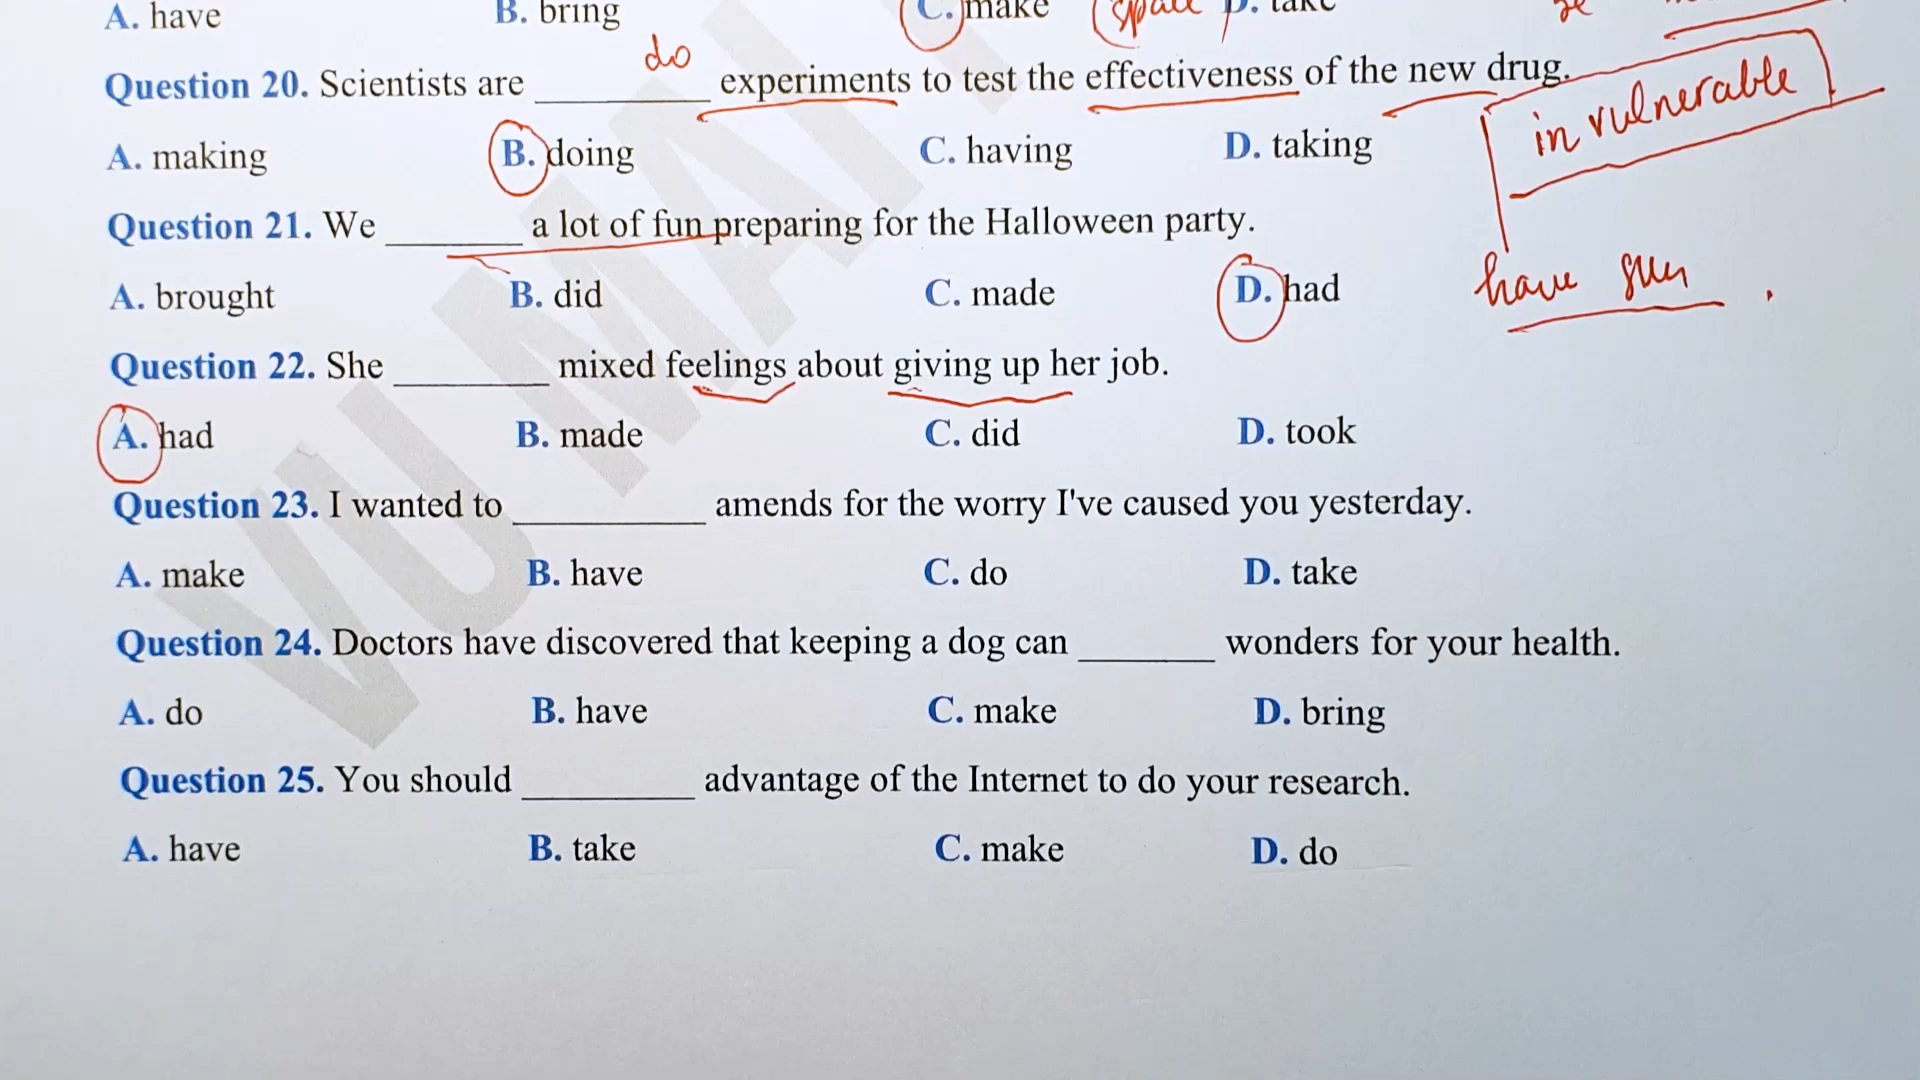 A. have B. bring C. make D. take
do
Question 20. Scientists are __________ experiments to test the effectiveness of the new drug.
in vulnerable
A. making B. doing C. having D. taking
Question 21. We ________ a lot of fun preparing for the Halloween party.
A. brought B. did C. made D. had
have fun
Question 22. She _________ mixed feelings about giving up her job.
A. had B. made C. did D. took
Question 23. I wanted to ___________ amends for the worry I've caused you yesterday.
A. make B. have C. do D. take
Question 24. Doctors have discovered that keeping a dog can ________ wonders for your health.
A. do B. have C. make D. bring
Question 25. You should __________ advantage of the Internet to do your research.
A. have B. take C. make D. do